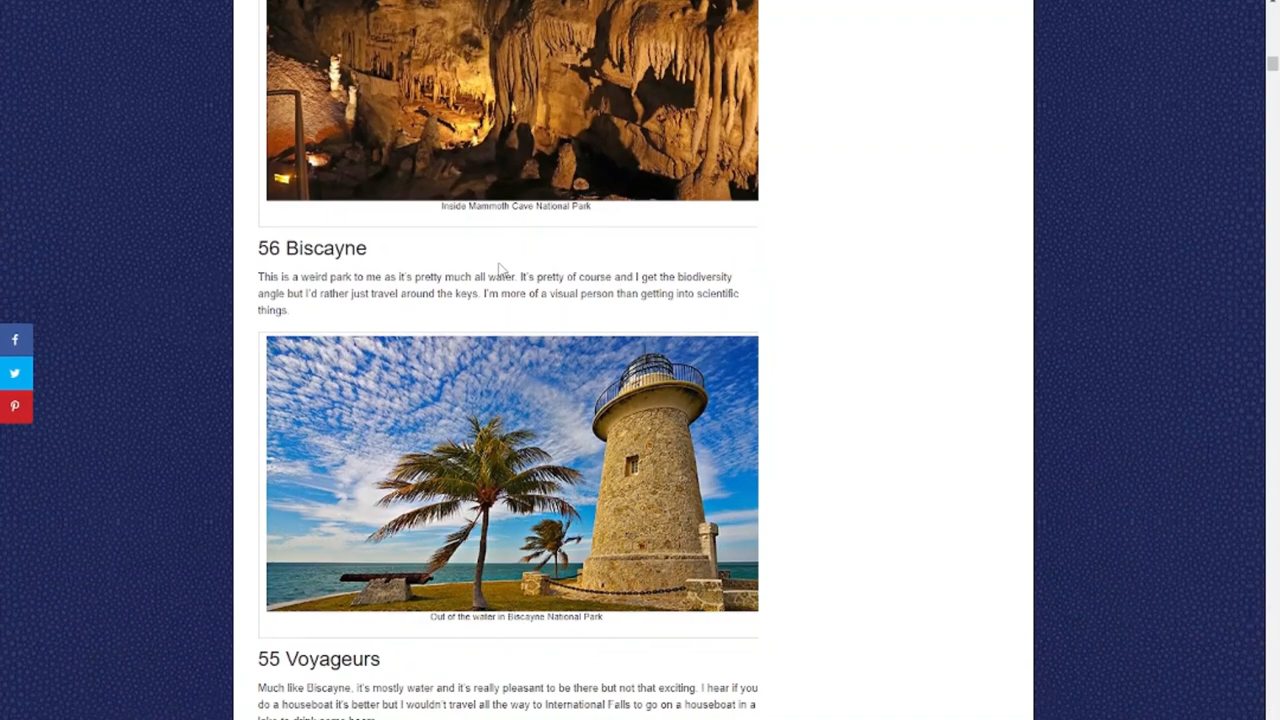 Inside Mammoth Cave National Park
56 Biscayne
This is a weird park to me as it's pretty much all water. It's pretty of course and I get the biodiversity
angle but I'd rather just travel around the keys. I'm more of a visual person than getting into scientific
things.
Out of the water in Biscayne National Park
55 Voyageurs
Much like Biscayne, it's mostly water and it's really pleasant to be there but not that exciting. I hear if you
do a houseboat it's better but I wouldn't travel all the way to International Falls to go on a houseboat in a